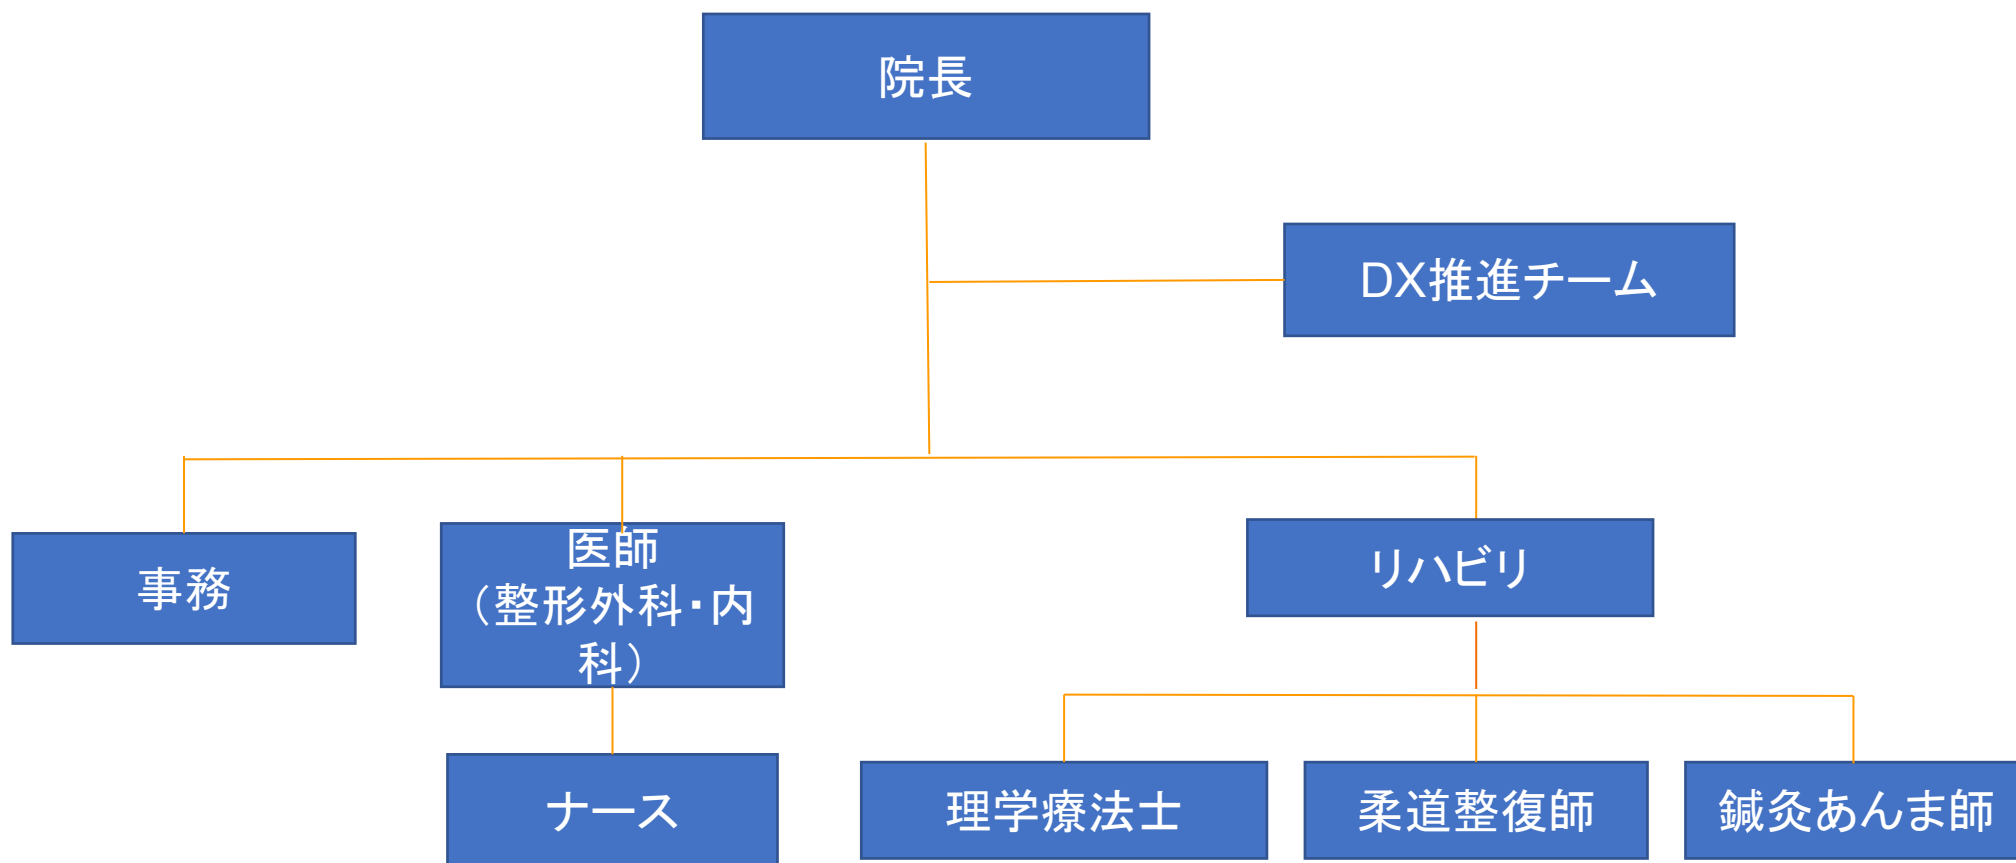 院長
DX推進チーム
事務
医師
（整形外科・内
科）
リハビリ
ナース
理学療法士
柔道整復師
鍼灸あんま師